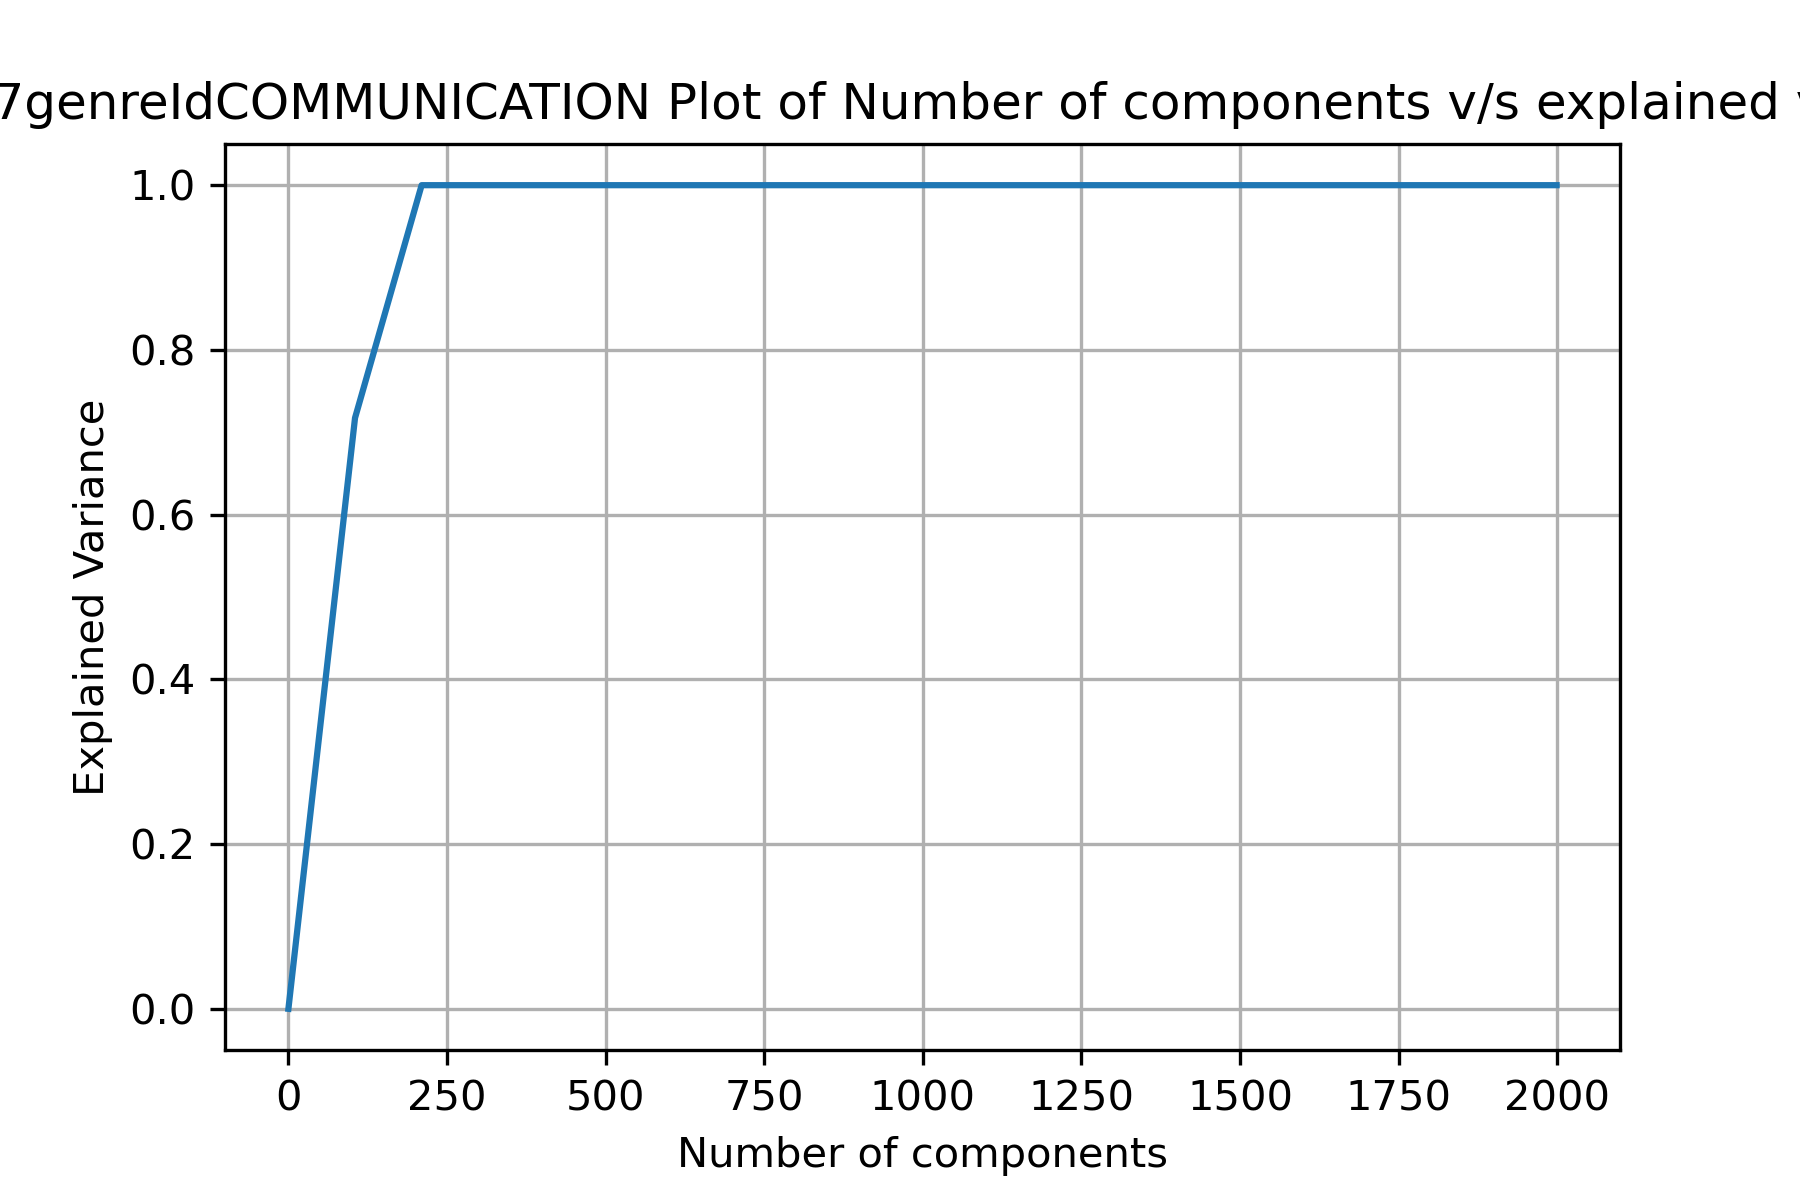 7genreIdCOMMUNICATION Plot of Number of components v/s explained
1.0
0.8
0.6
0.4
0.2
0.0
Explained Variance
0 250 500 750 1000 1250 1500 1750 2000
Number of components